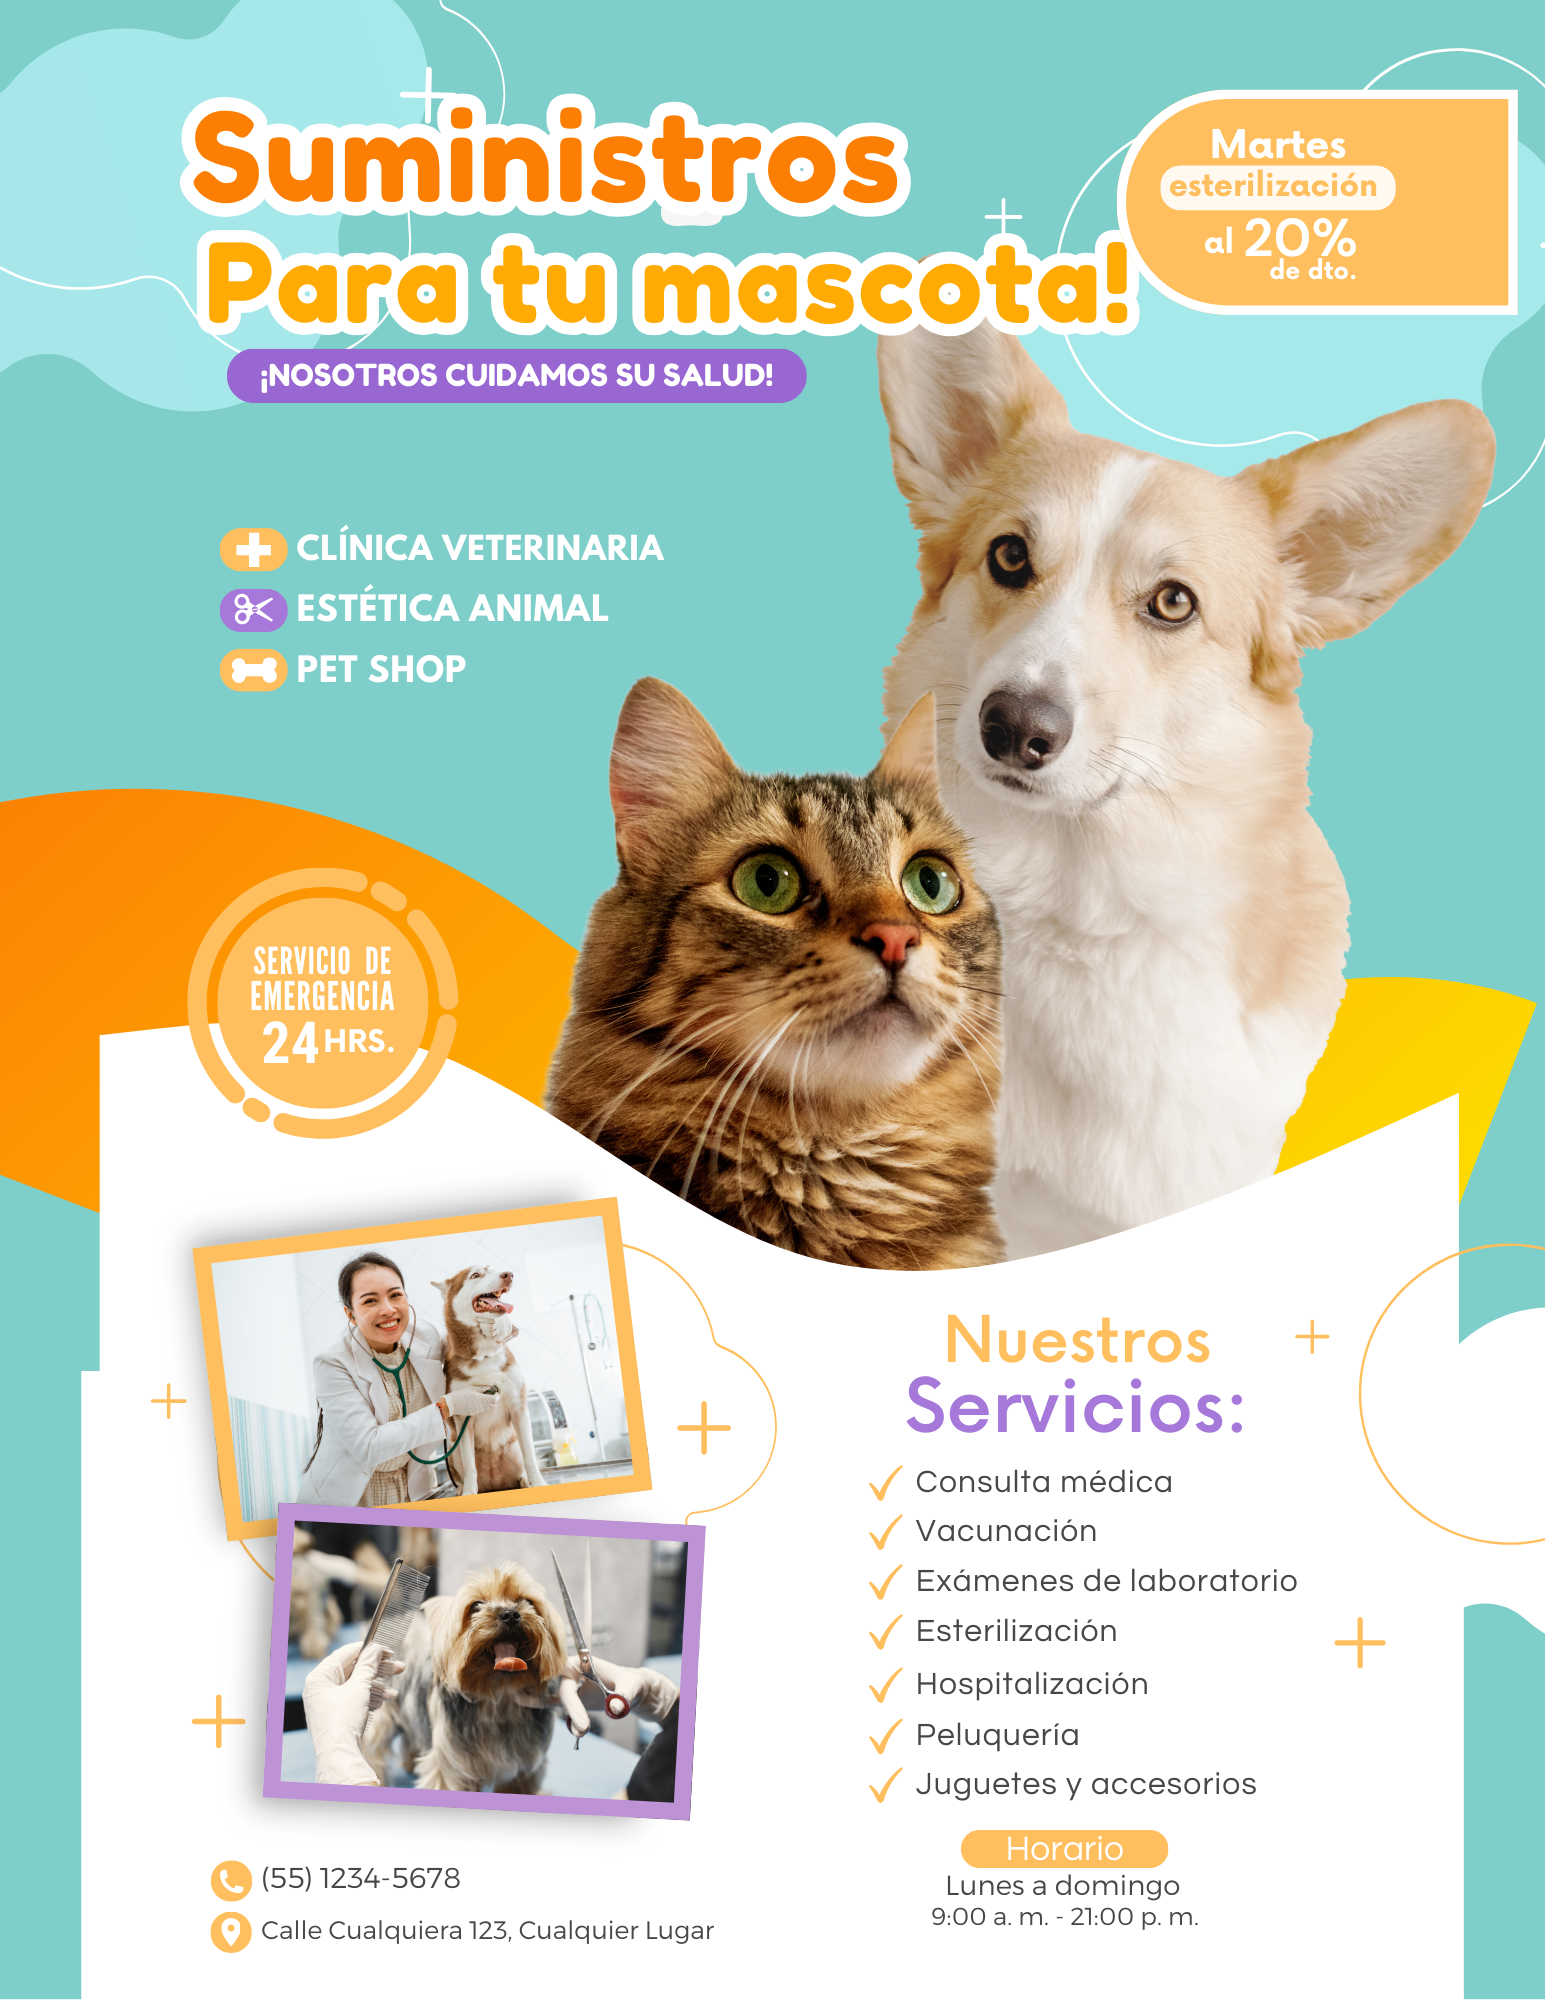 Suministros
Para tu mascota!
¡NOSOTROS CUIDAMOS SU SALUD!
Martes
esterilización
al 20%
de dto.
CLÍNICA VETERINARIA
ESTÉTICA ANIMAL
PET SHOP
SERVICIO DE
EMERGENCIA
24 HRS.
Nuestros
Servicios:
Consulta médica
Vacunación
Exámenes de laboratorio
Esterilización
Hospitalización
Peluquería
Juguetes y accesorios
Horario
Lunes a domingo
9:00 a. m. - 21:00 p. m.
(55) 1234-5678
Calle Cualquiera 123, Cualquier Lugar